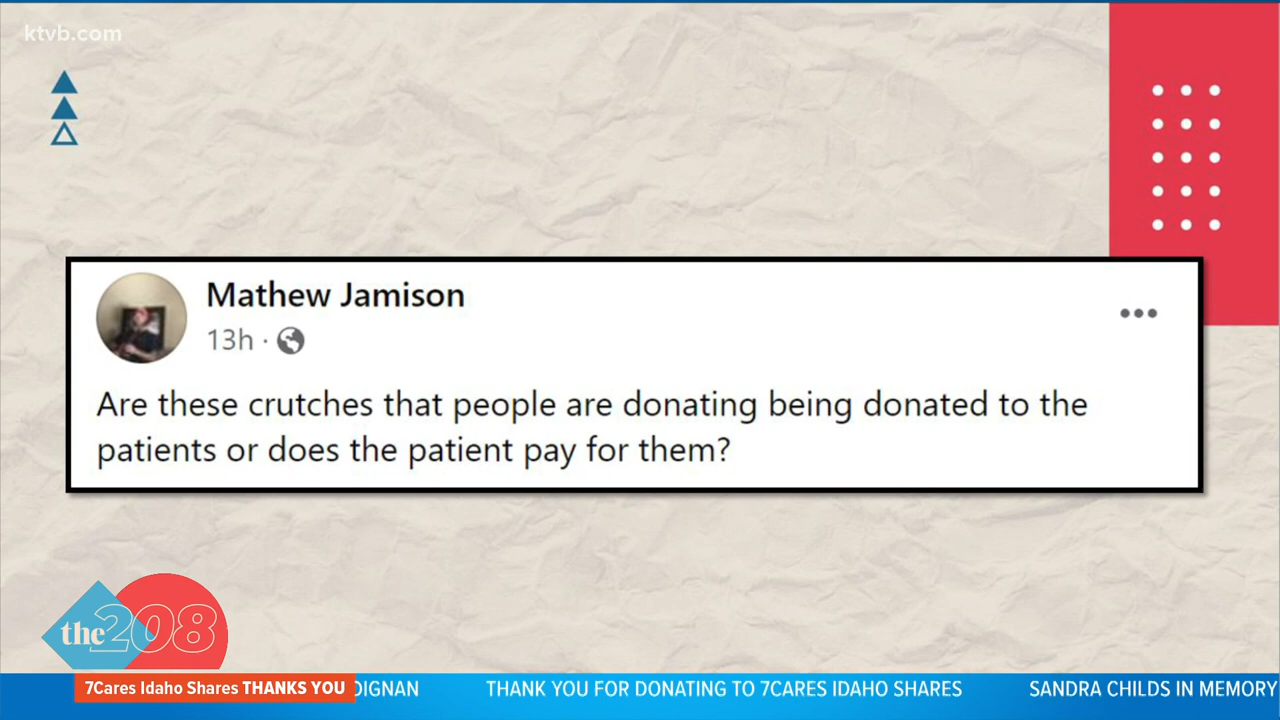 ktvb.com
Mathew Jamison
13h ·
Are these crutches that people are donating being donated to the
patients or does the patient pay for them?
the 208
7Cares Idaho Shares THANKS YOU
DIGNAN THANK YOU FOR DONATING TO 7CARES IDAHO SHARES SANDRA CHILDS IN MEMORY